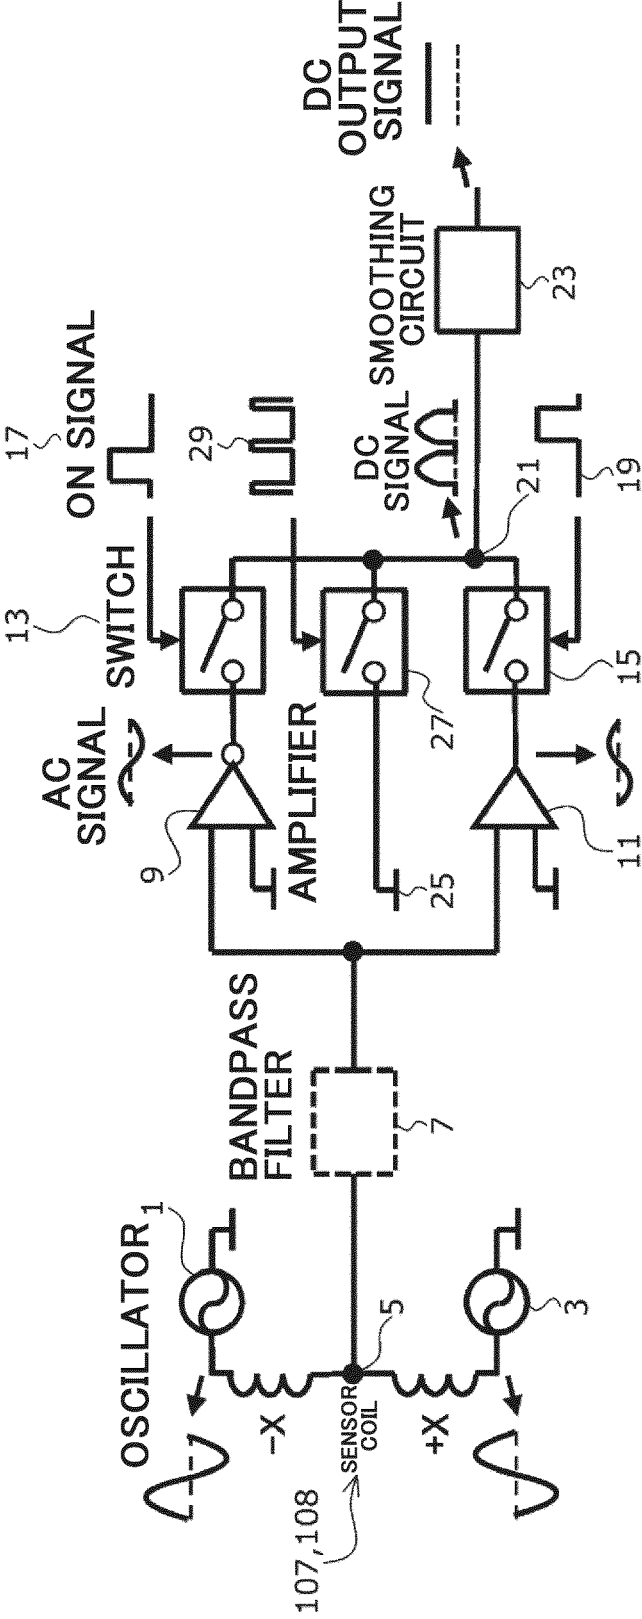 OSCILLATOR
1
−X
+X
SENSOR
COIL
107,108
5
3
BANDPASS
FILTER
7
AC
SIGNAL
9
AMPLIFIER
25
11
SWITCH
13
27
15
ON SIGNAL
17
29
DC
SIGNAL
21
19
SMOOTHING
CIRCUIT
23
DC
OUTPUT
SIGNAL